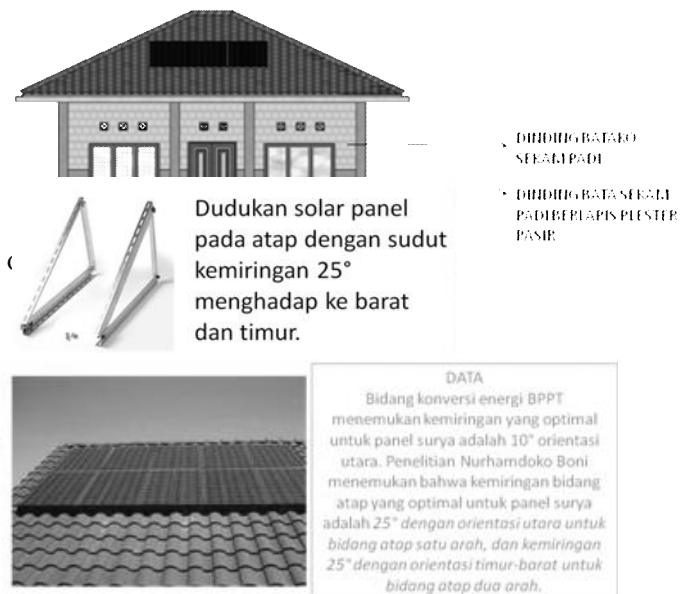 DINDING BATAKO
SEKAM PADI
DINDING BATA SEKAM
PADI BERLAPIS PLESTER
PASIR
Dudukan solar panel
pada atap dengan sudut
kemiringan 25°
menghadap ke barat
dan timur.
DATA
Bidang konversi energi BPPT
menemukan kemiringan yang optimal
untuk panel surya adalah 10° orientasi
utara. Penelitian Nurhamdoko Boni
menemukan bahwa kemiringan bidang
atap yang optimal untuk panel surya
adalah 25° dengan orientasi utara untuk
bidang atap satu arah, dan kemiringan
25° dengan orientasi timur-barat untuk
bidang atap dua arah.